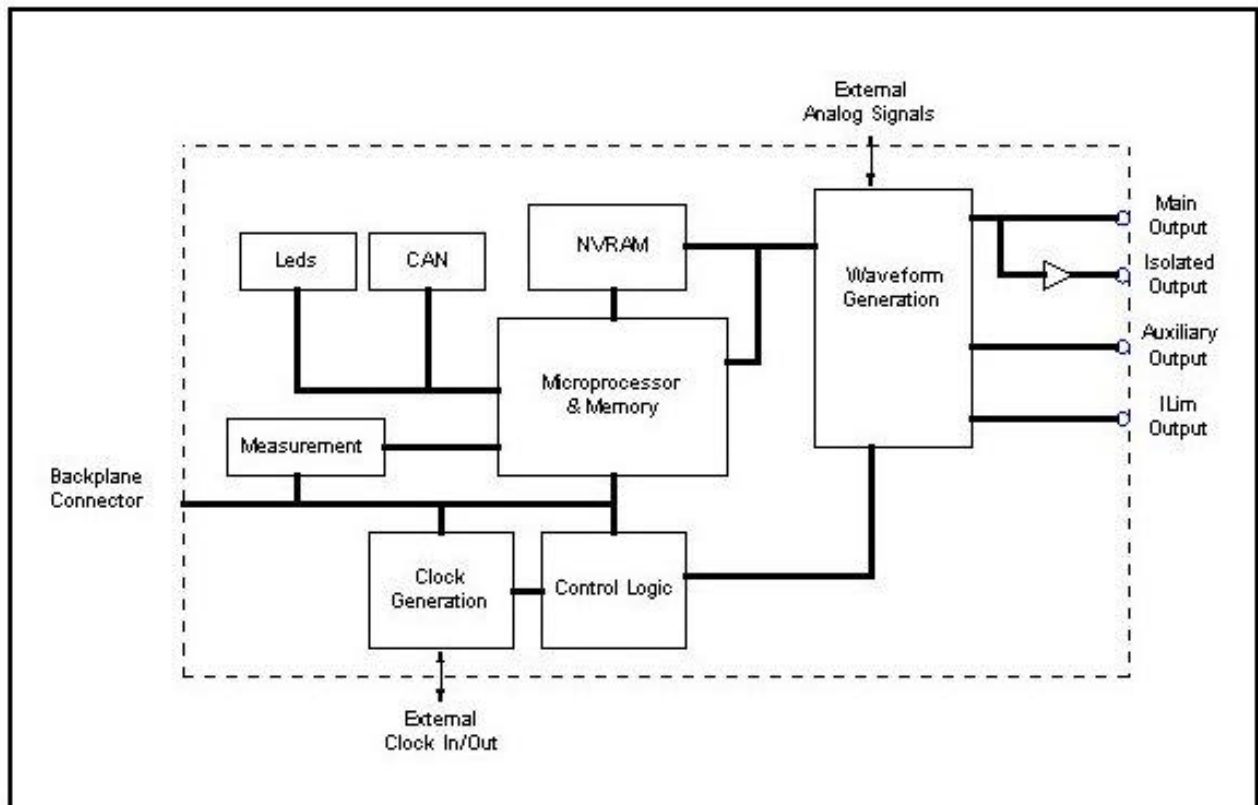 External
Analog Signals
Main
Output
Leds
CAN
NVRAM
Waveform
Generation
Isolated
Output
Auxiliary
Output
Microprocessor
& Memory
ILim
Output
Measurement
Backplane
Connector
Clock
Generation
Control Logic
External
Clock In/Out